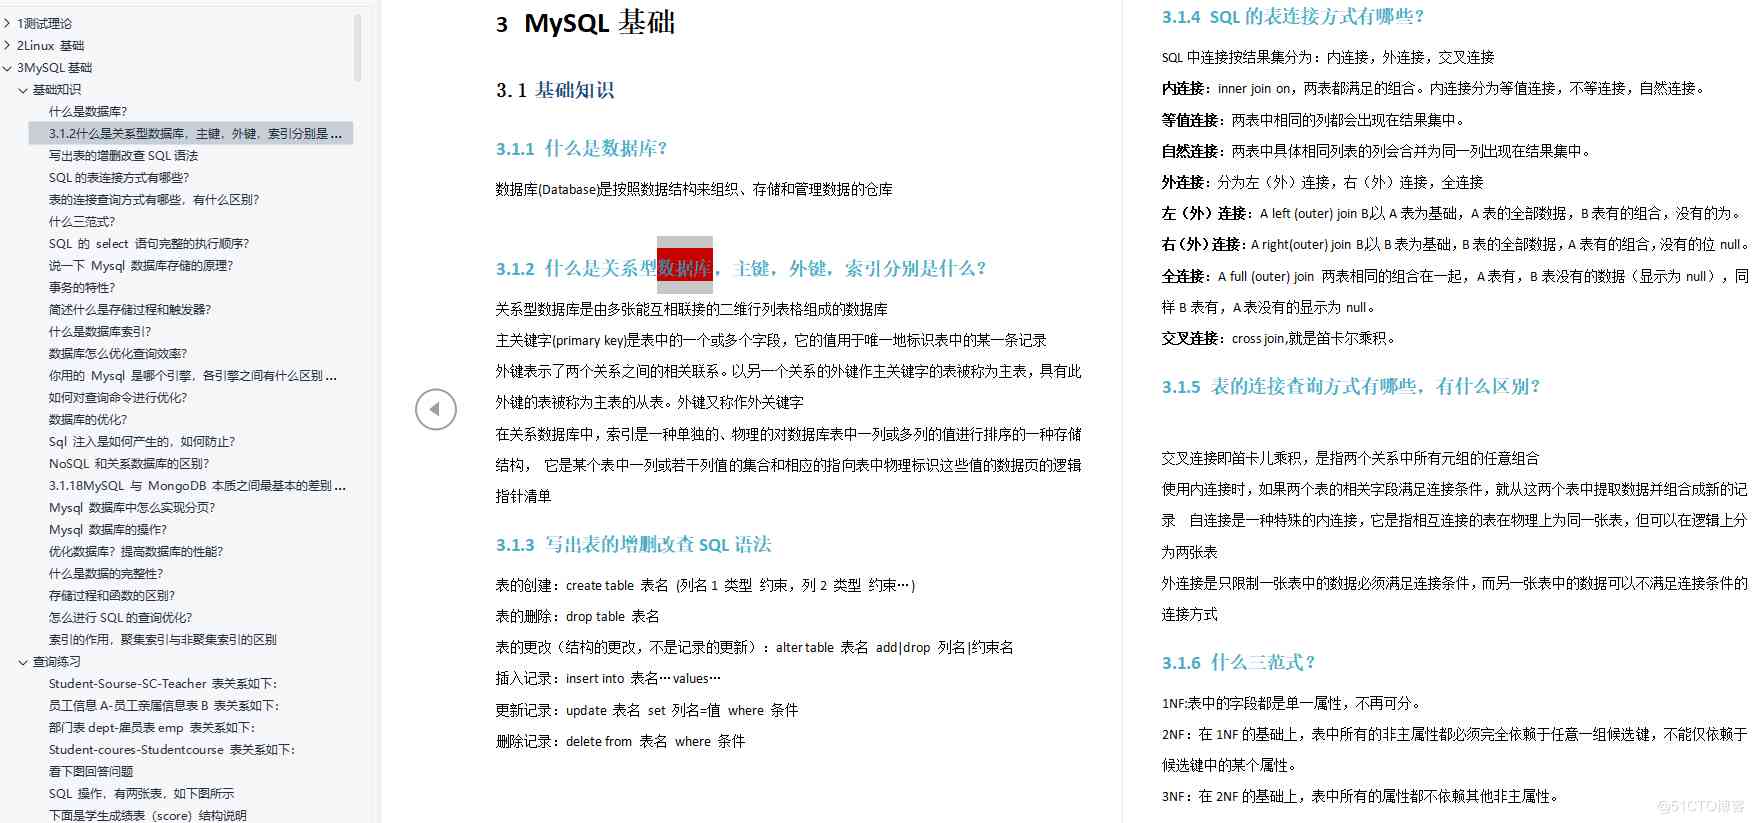 1测试理论
2Linux 基础
3MySQL 基础
基础知识
什么是数据库?
3.1.2什么是关系型数据库，主键，外键，索引分别是 ...
写出表的增删改查 SQL 语法
SQL 的表连接方式有哪些?
表的连接查询方式有哪些，有什么区别?
什么三范式?
SQL 的 select 语句完整的执行顺序?
说一下 Mysql 数据库存储的原理?
事务的特性?
简述什么是存储过程和触发器?
什么是数据库索引?
数据库怎么优化查询效率?
你用的 Mysql 是哪个引擎，各引擎之间有什么区别 ...
如何对查询命令进行优化?
数据库的优化?
Sql 注入是如何产生的，如何防止?
NoSQL 和关系数据库的区别?
3.1.18MySQL 与 MongoDB 本质之间最基本的差别 ...
Mysql 数据库中怎么实现分页?
Mysql 数据库的操作?
优化数据库？提高数据库的性能?
什么是数据的完整性?
存储过程和函数的区别?
怎么进行 SQL 的查询优化?
索引的作用，聚集索引与非聚集索引的区别
查询练习
Student-Sourse-SC-Teacher 表关系如下:
员工信息 A-员工亲属信息表 B 表关系如下:
部门表 dept-雇员表 emp 表关系如下:
Student-coures-Studentcourse 表关系如下:
看下图回答问题
SQL 操作，有两张表，如下图所示
下面是学生成绩表（score）结构说明
3 MySQL 基础
3.1 基础知识
3.1.1 什么是数据库？
数据库(Database)是按照数据结构来组织、存储和管理数据的仓库
3.1.2 什么是关系型数据库，主键，外键，索引分别是什么？
关系型数据库是由多张能互相联接的二维行列表格组成的数据库
主关键字(primary key)是表中的一个或多个字段，它的值用于唯一地标识表中的某一条记录
外键表示了两个关系之间的相关联系。以另一个关系的外键作主关键字的表被称为主表，具有此
外键的表被称为主表的从表。外键又称作外关键字
在关系数据库中，索引是一种单独的、物理的对数据库表中一列或多列的值进行排序的一种存储
结构， 它是某个表中一列或若干列值的集合和相应的指向表中物理标识这些值的数据页的逻辑
指针清单
3.1.3 写出表的增删改查 SQL 语法
表的创建：create table 表名 (列名 1 类型 约束，列 2 类型 约束…)
表的删除：drop table 表名
表的更改（结构的更改，不是记录的更新）：alter table 表名 add|drop 列名|约束名
插入记录：insert into 表名…values…
更新记录：update 表名 set 列名=值 where 条件
删除记录：delete from 表名 where 条件
3.1.4 SQL 的表连接方式有哪些？
SQL 中连接按结果集分为：内连接，外连接，交叉连接
内连接：inner join on，两表都满足的组合。内连接分为等值连接，不等连接，自然连接。
等值连接：两表中相同的列都会出现在结果集中。
自然连接：两表中具体相同列表的列会合并为同一列出现在结果集中。
外连接：分为左（外）连接，右（外）连接，全连接
左（外）连接：A left (outer) join B,以 A 表为基础，A 表的全部数据，B 表有的组合，没有的为。
右（外）连接：A right(outer) join B,以 B 表为基础，B 表的全部数据，A 表有的组合，没有的位 null。
全连接：A full (outer) join 两表相同的组合在一起，A 表有，B 表没有的数据（显示为 null），同
样 B 表有，A 表没有的显示为 null。
交叉连接：cross join,就是笛卡尔乘积。
3.1.5 表的连接查询方式有哪些，有什么区别？
交叉连接即笛卡儿乘积，是指两个关系中所有元组的任意组合
使用内连接时，如果两个表的相关字段满足连接条件，就从这两个表中提取数据并组合成新的记
录 自连接是一种特殊的内连接，它是指相互连接的表在物理上为同一张表，但可以在逻辑上分
为两张表
外连接是只限制一张表中的数据必须满足连接条件，而另一张表中的数据可以不满足连接条件的
连接方式
3.1.6 什么三范式？
1NF:表中的字段都是单一属性，不再可分。
2NF：在 1NF 的基础上，表中所有的非主属性都必须完全依赖于任意一组候选键，不能仅依赖于
候选键中的某个属性。
3NF：在 2NF 的基础上，表中所有的属性都不依赖其他非主属性。
@51CTO博客